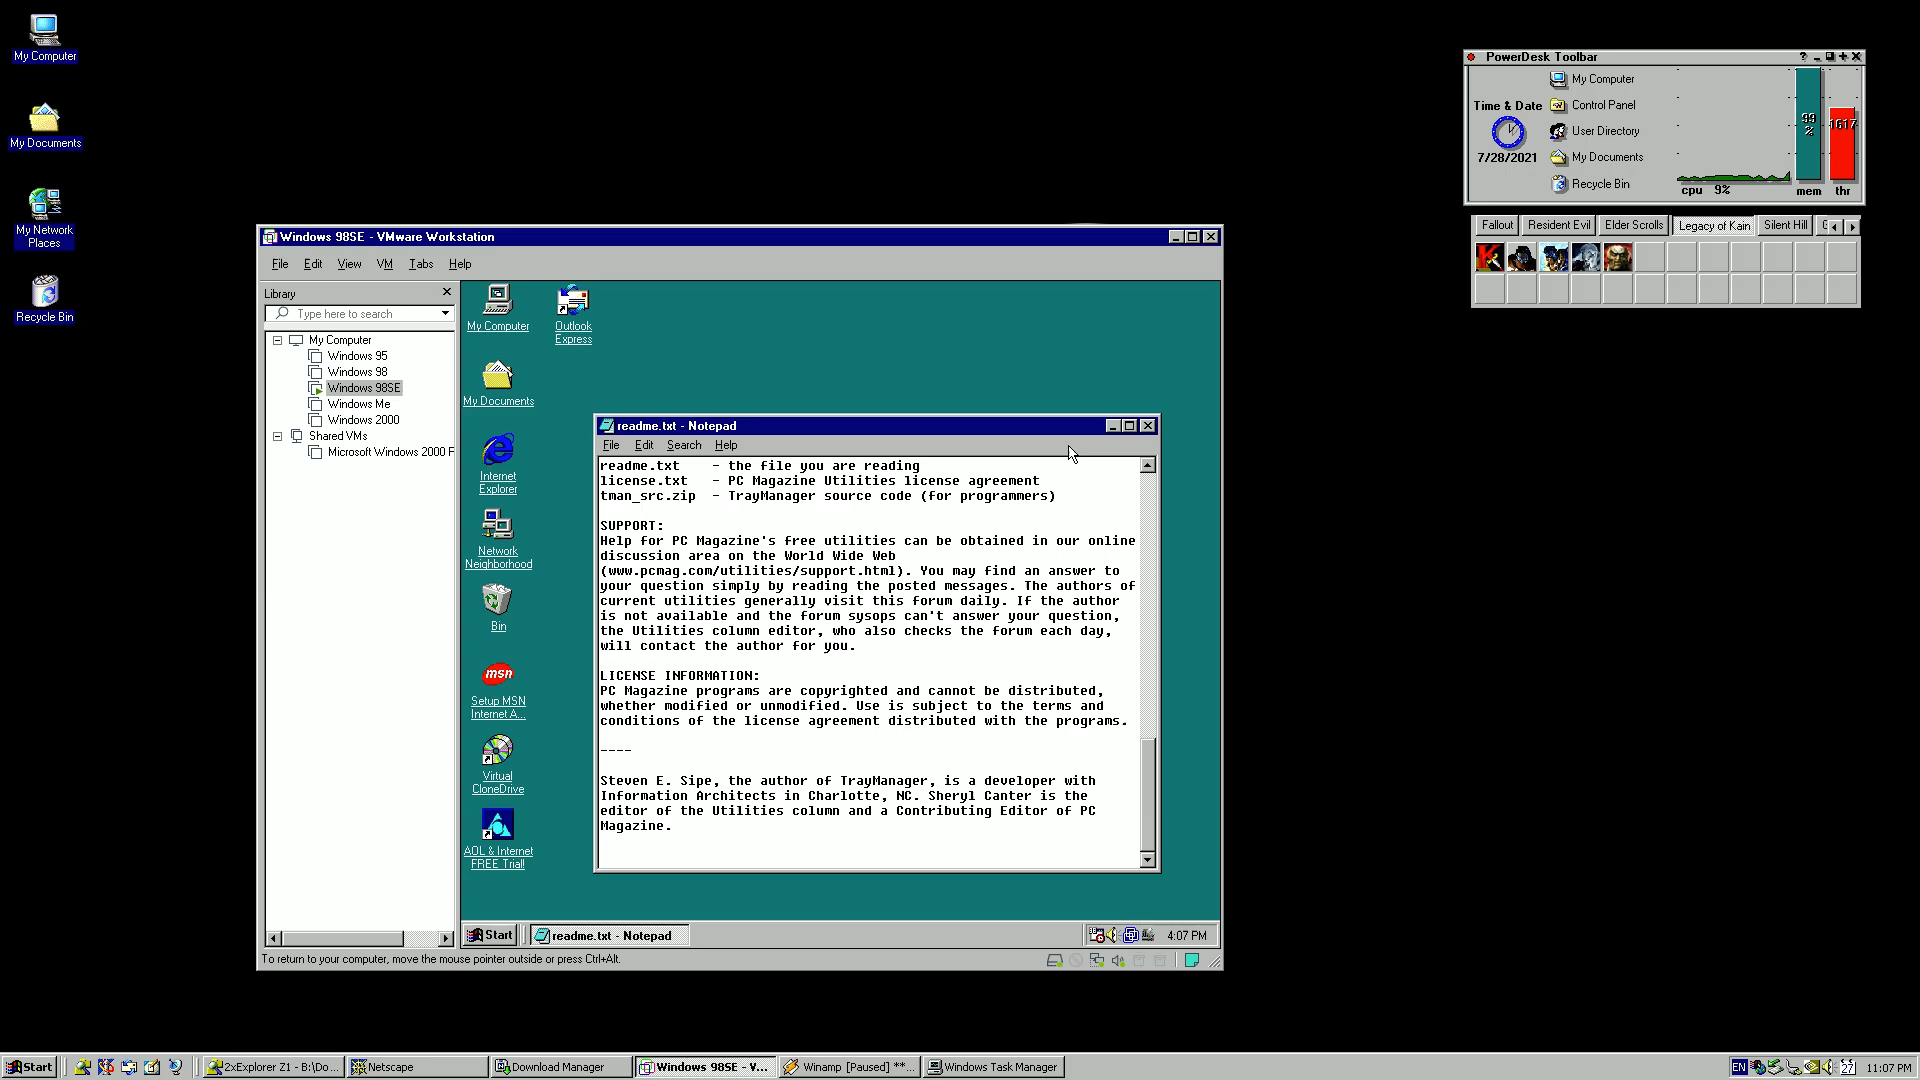 My Computer
My Documents
My Network
Places
Recycle Bin
PowerDesk Toolbar
Time & Date
7/28/2021
My Computer
Control Panel
User Directory
My Documents
Recycle Bin
cpu 9%
99
%
mem
1617
thr
Fallout
Resident Evil
Elder Scrolls
Legacy of Kain
Silent Hill
Windows 98SE - VMware Workstation
File Edit View VM Tabs Help
Library
Type here to search
My Computer
Windows 95
Windows 98
Windows 98SE
Windows Me
Windows 2000
Shared VMs
Microsoft Windows 2000 F
My Computer
Outlook
Express
My Documents
Internet
Explorer
Network
Neighborhood
Bin
msn
Setup MSN
Internet A...
Virtual
CloneDrive
AOL & Internet
FREE Trial!
readme.txt - Notepad
File Edit Search Help
readme.txt - the file you are reading
license.txt - PC Magazine Utilities license agreement
tman_src.zip - TrayManager source code (for programmers)
SUPPORT:
Help for PC Magazine's free utilities can be obtained in our online
discussion area on the World Wide Web
(www.pcmag.com/utilities/support.html). You may find an answer to
your question simply by reading the posted messages. The authors of
current utilities generally visit this forum daily. If the author
is not available and the forum sysops can't answer your question,
the Utilities column editor, who also checks the forum each day,
will contact the author for you.
LICENSE INFORMATION:
PC Magazine programs are copyrighted and cannot be distributed,
whether modified or unmodified. Use is subject to the terms and
conditions of the license agreement distributed with the programs.
----
Steven E. Sipe, the author of TrayManager, is a developer with
Information Architects in Charlotte, NC. Sheryl Canter is the
editor of the Utilities column and a Contributing Editor of PC
Magazine.
Start
readme.txt - Notepad
4:07 PM
To return to your computer, move the mouse pointer outside or press Ctrl+Alt.
Start
2xExplorer Z1 - B:\Do...
Netscape
Download Manager
Windows 98SE - V...
Winamp [Paused] **...
Windows Task Manager
EN
27
11:07 PM